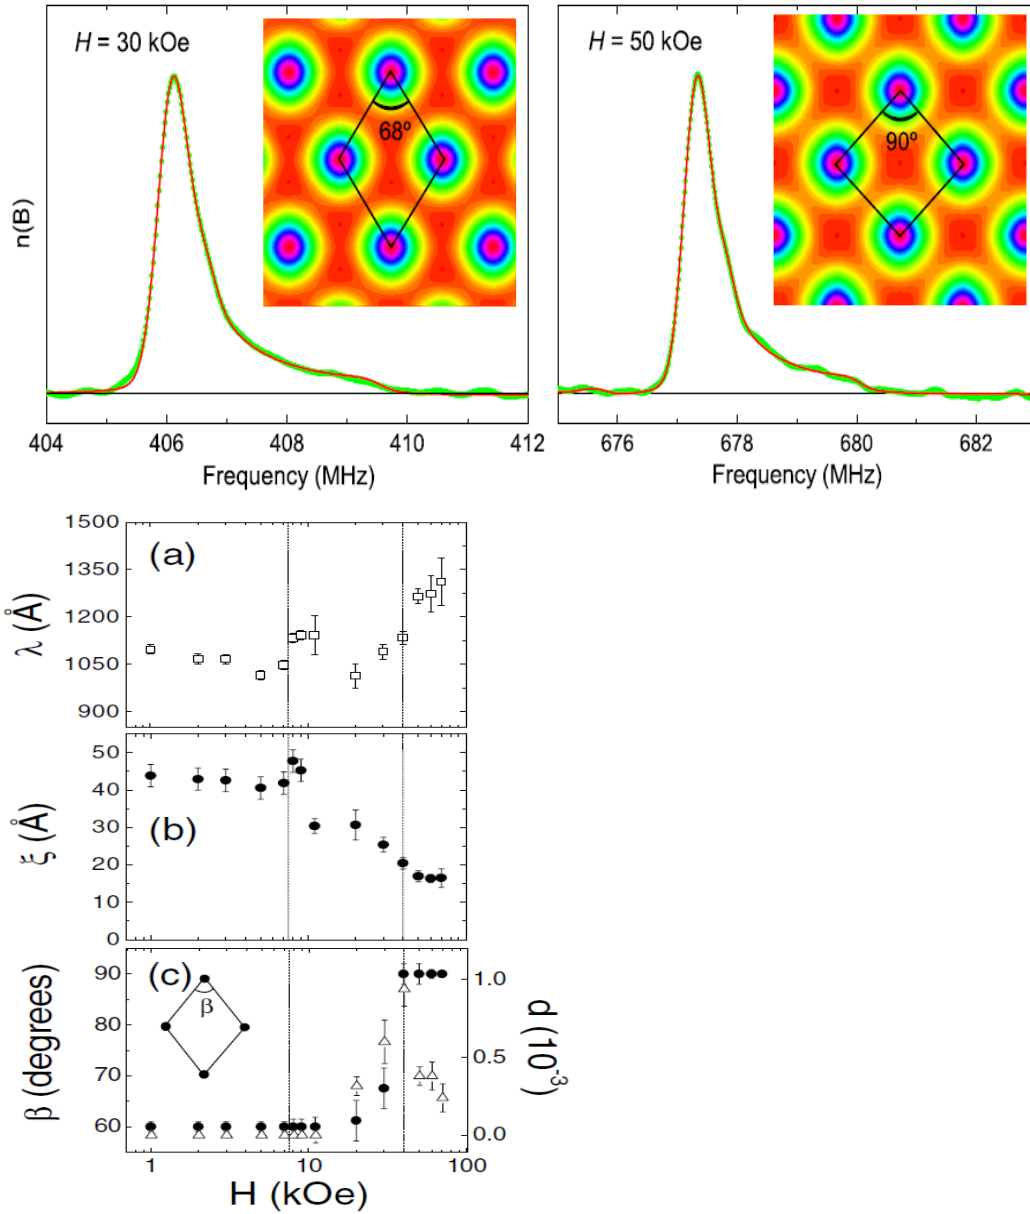 H = 30 kOe
68º
n(B)
404 406 408 410 412
Frequency (MHz)
H = 50 kOe
90º
676 678 680 682
Frequency (MHz)
1500
1350
1200
1050
900
λ (Å)
(a)
50
40
30
20
10
0
ξ (Å)
(b)
90
80
70
60
β (degrees)
(c)
β
1.0
0.5
0.0
d (10⁻³)
1 10 100
H (kOe)